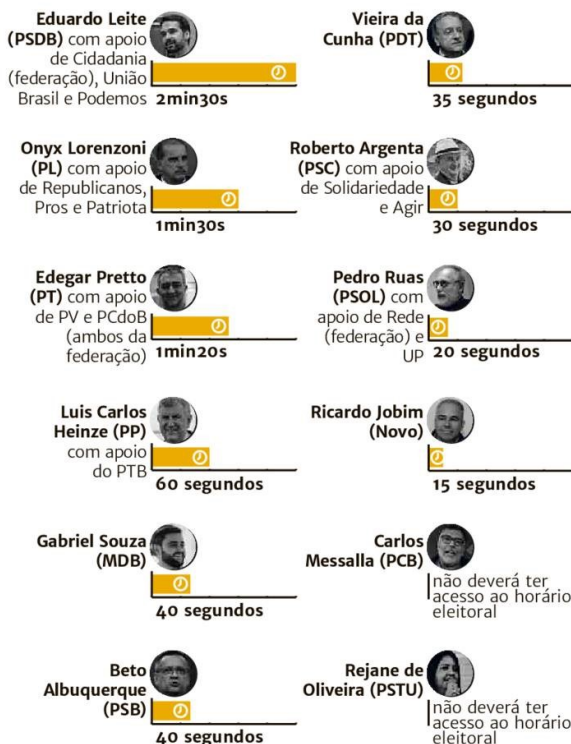 Eduardo Leite
(PSDB) com apoio
de Cidadania
(federação), União
Brasil e Podemos
2min30s
Vieira da
Cunha (PDT)
35 segundos
Onyx Lorenzoni
(PL) com apoio
de Republicanos,
Pros e Patriota
1min30s
Roberto Argenta
(PSC) com apoio
de Solidariedade
e Agir
30 segundos
Edegar Pretto
(PT) com apoio
de PV e PCdoB
(ambos da
federação)
1min20s
Pedro Ruas
(PSOL) com
apoio de Rede
(federação) e
UP
20 segundos
Luis Carlos
Heinze (PP)
com apoio
do PTB
60 segundos
Ricardo Jobim
(Novo)
15 segundos
Gabriel Souza
(MDB)
40 segundos
Carlos
Messalla (PCB)
não deverá ter
acesso ao horário
eleitoral
Beto
Albuquerque
(PSB)
40 segundos
Rejane de
Oliveira (PSTU)
não deverá ter
acesso ao horário
eleitoral